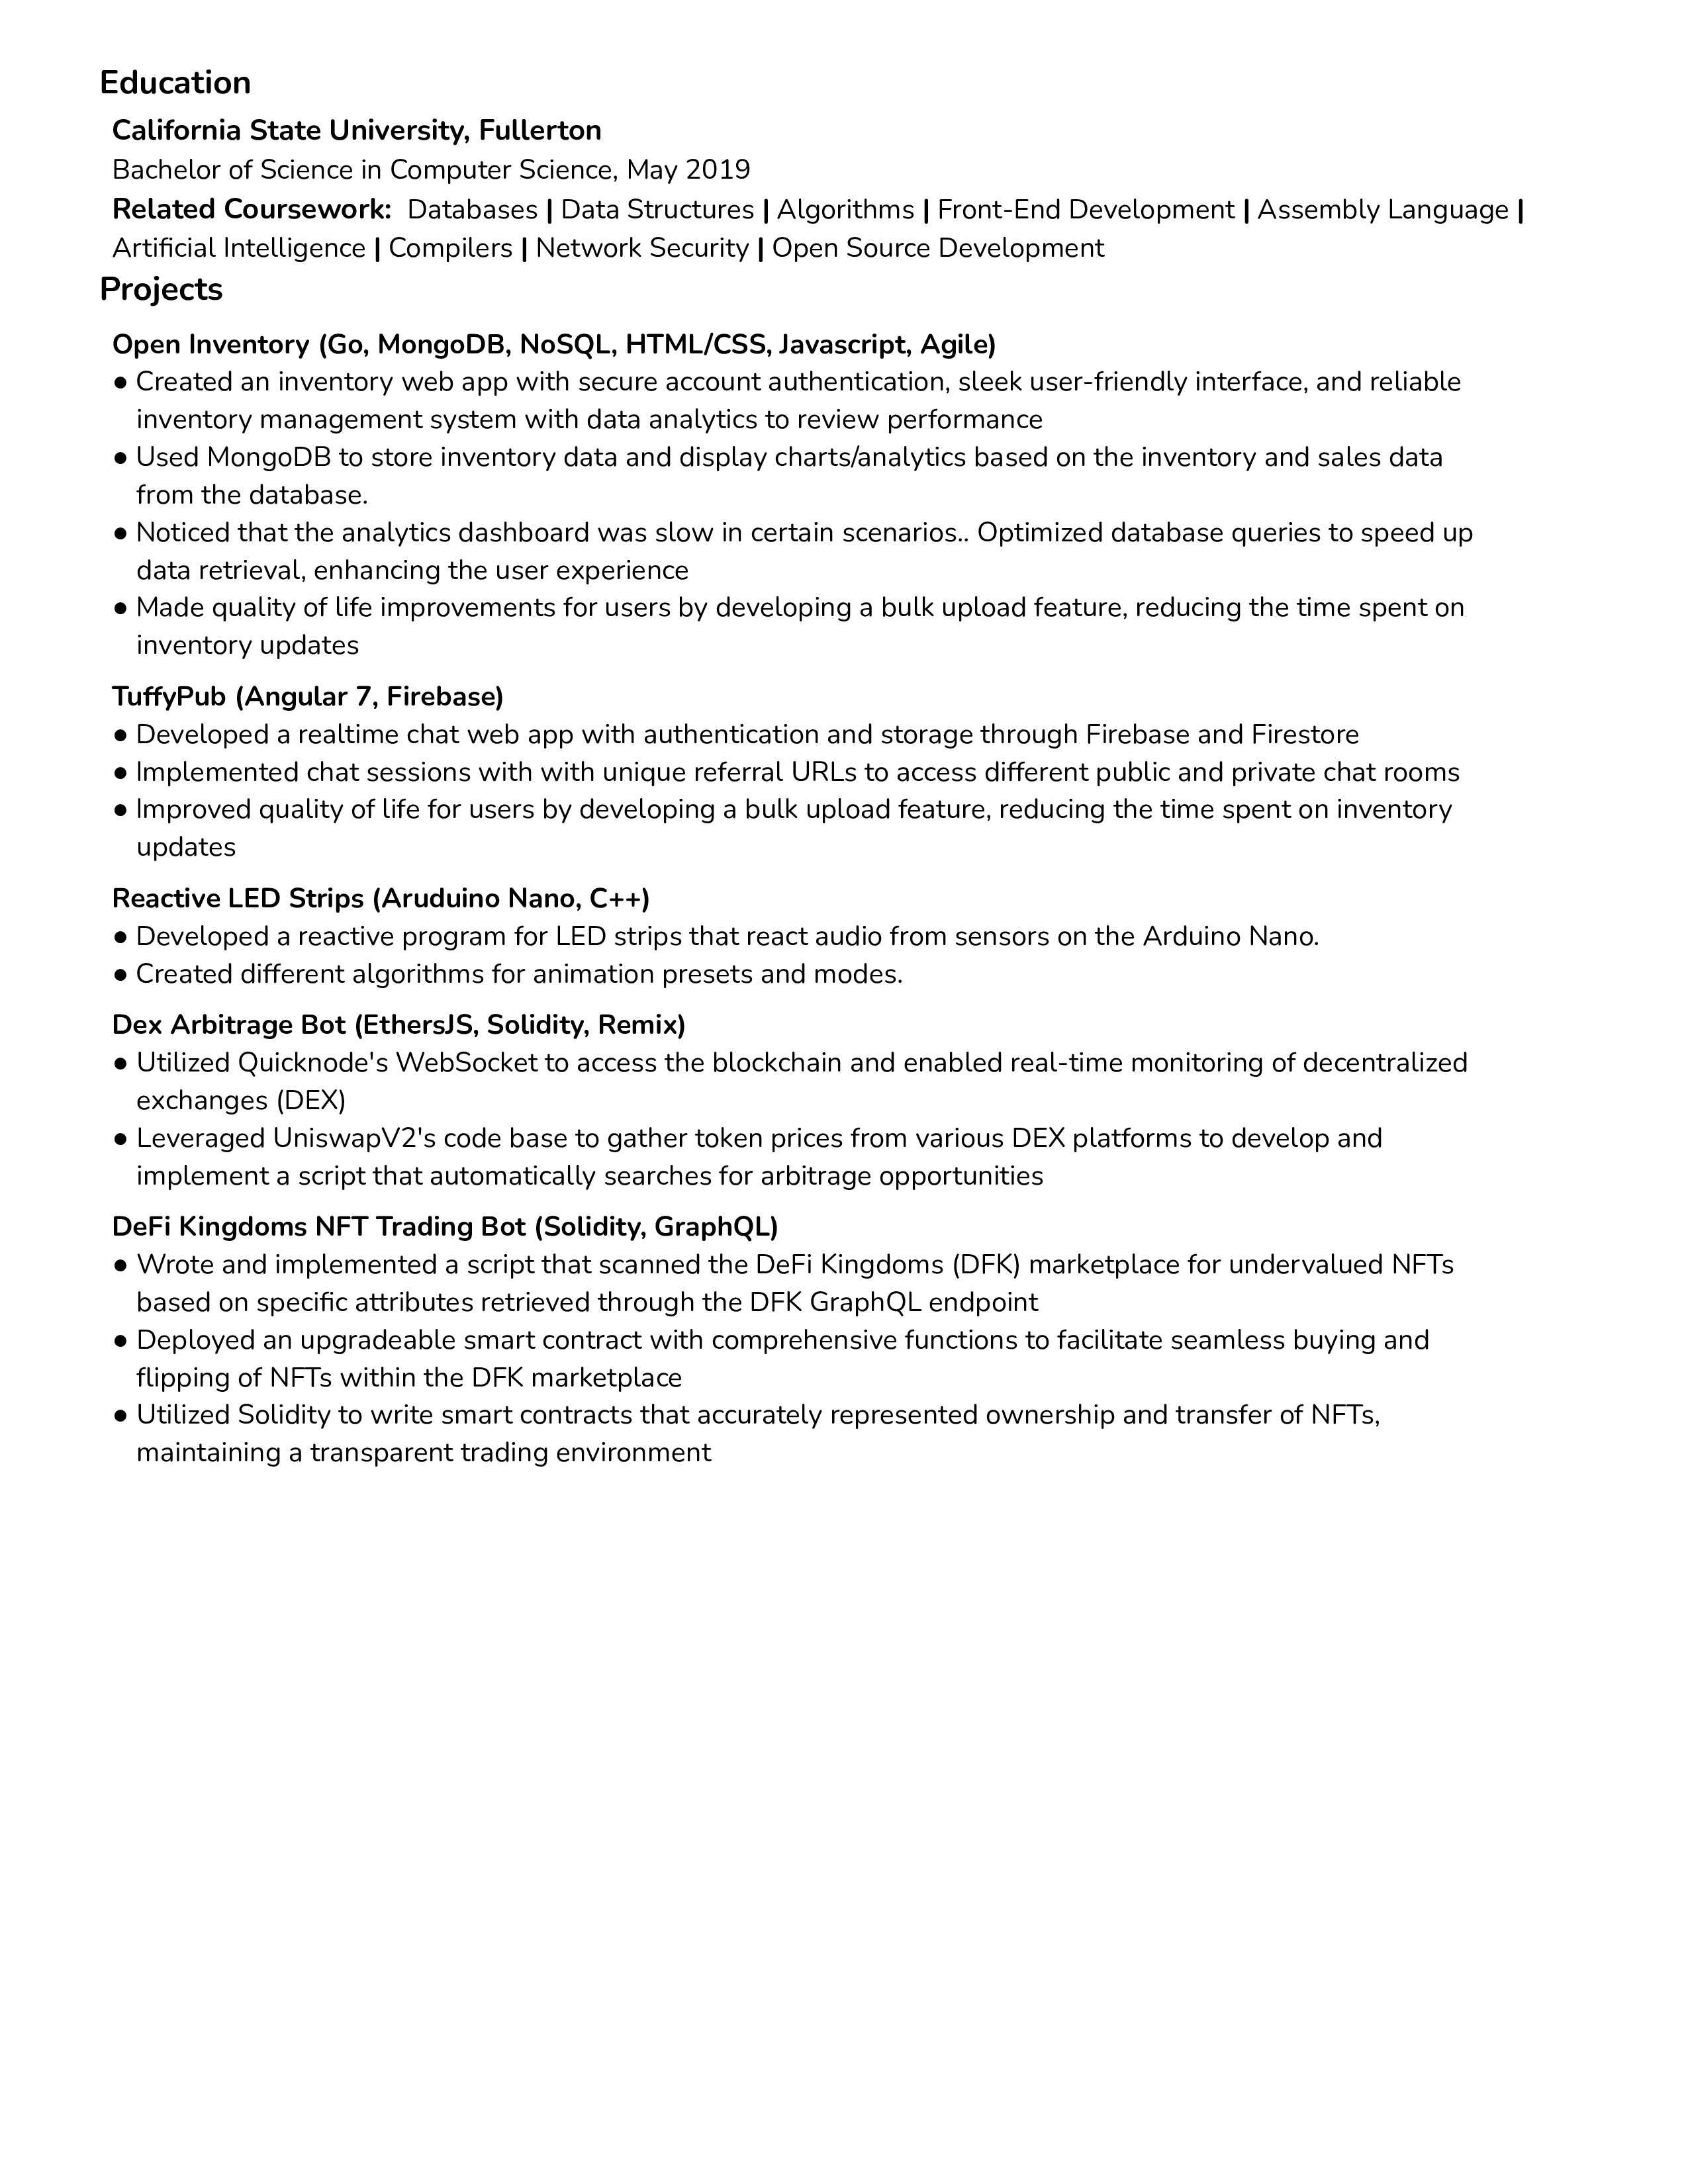 Education
California State University, Fullerton
Bachelor of Science in Computer Science, May 2019
Related Coursework: Databases | Data Structures | Algorithms | Front-End Development | Assembly Language |
Artificial Intelligence | Compilers | Network Security | Open Source Development
Projects
Open Inventory (Go, MongoDB, NoSQL, HTML/CSS, Javascript, Agile)
● Created an inventory web app with secure account authentication, sleek user-friendly interface, and reliable
inventory management system with data analytics to review performance
● Used MongoDB to store inventory data and display charts/analytics based on the inventory and sales data
from the database.
● Noticed that the analytics dashboard was slow in certain scenarios.. Optimized database queries to speed up
data retrieval, enhancing the user experience
● Made quality of life improvements for users by developing a bulk upload feature, reducing the time spent on
inventory updates
TuffyPub (Angular 7, Firebase)
● Developed a realtime chat web app with authentication and storage through Firebase and Firestore
● Implemented chat sessions with with unique referral URLs to access different public and private chat rooms
● Improved quality of life for users by developing a bulk upload feature, reducing the time spent on inventory
updates
Reactive LED Strips (Aruduino Nano, C++)
● Developed a reactive program for LED strips that react audio from sensors on the Arduino Nano.
● Created different algorithms for animation presets and modes.
Dex Arbitrage Bot (EthersJS, Solidity, Remix)
● Utilized Quicknode's WebSocket to access the blockchain and enabled real-time monitoring of decentralized
exchanges (DEX)
● Leveraged UniswapV2's code base to gather token prices from various DEX platforms to develop and
implement a script that automatically searches for arbitrage opportunities
DeFi Kingdoms NFT Trading Bot (Solidity, GraphQL)
● Wrote and implemented a script that scanned the DeFi Kingdoms (DFK) marketplace for undervalued NFTs
based on specific attributes retrieved through the DFK GraphQL endpoint
● Deployed an upgradeable smart contract with comprehensive functions to facilitate seamless buying and
flipping of NFTs within the DFK marketplace
● Utilized Solidity to write smart contracts that accurately represented ownership and transfer of NFTs,
maintaining a transparent trading environment